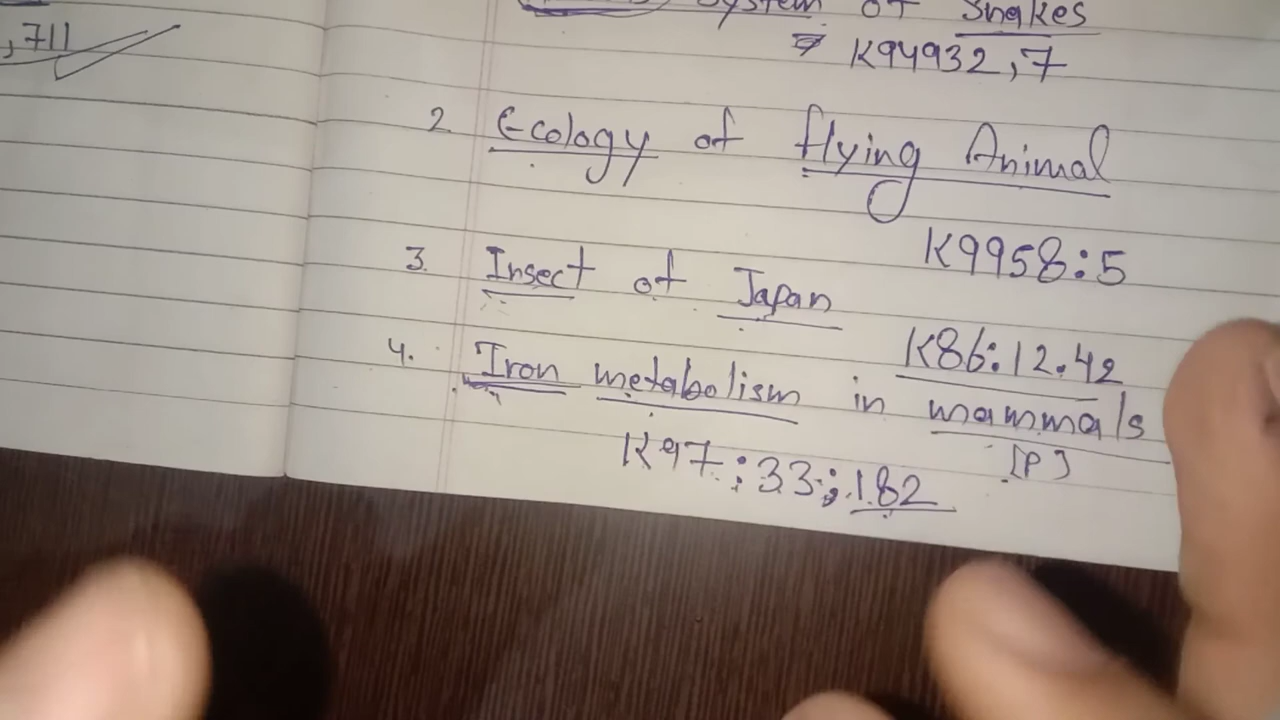 ,711
System of Snakes
K94932,7
2. Ecology of flying Animal
K9958:5
3. Insect of Japan
K86:12.42
4. Iron metabolism in mammals
[P]
K97:33;182